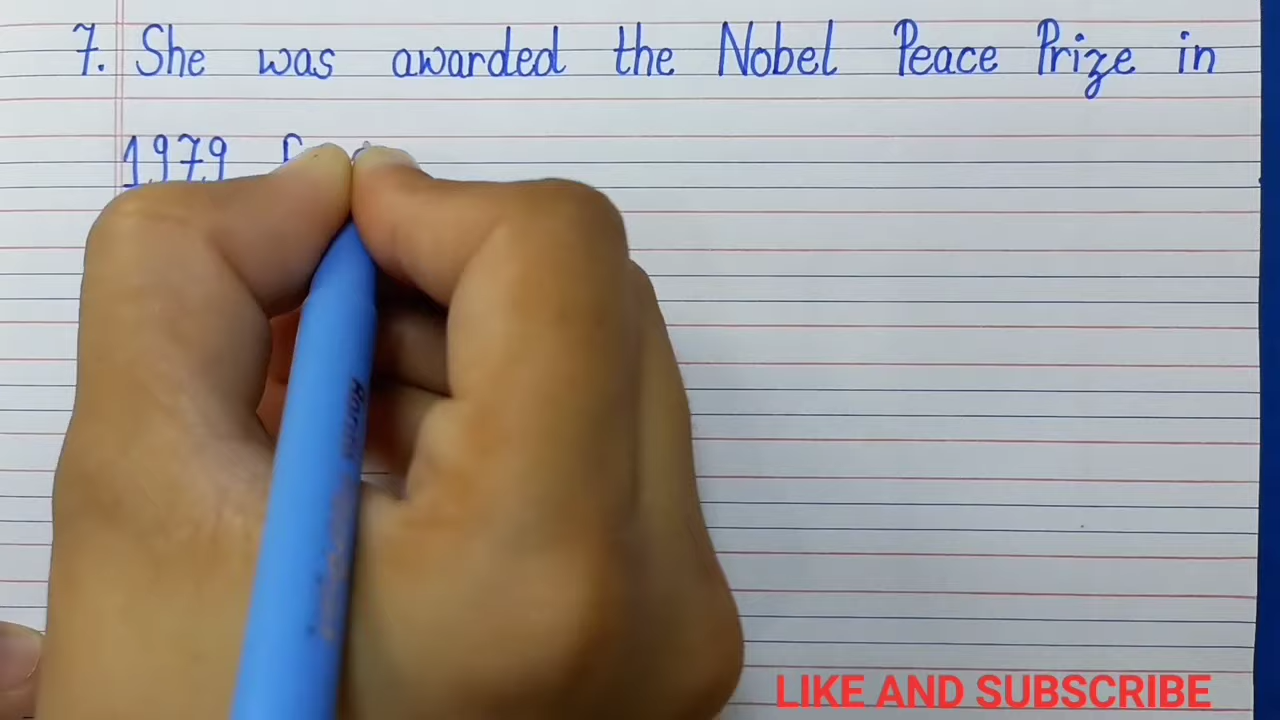 7. She was awarded the Nobel Peace Prize in
1979
LIKE AND SUBSCRIBE